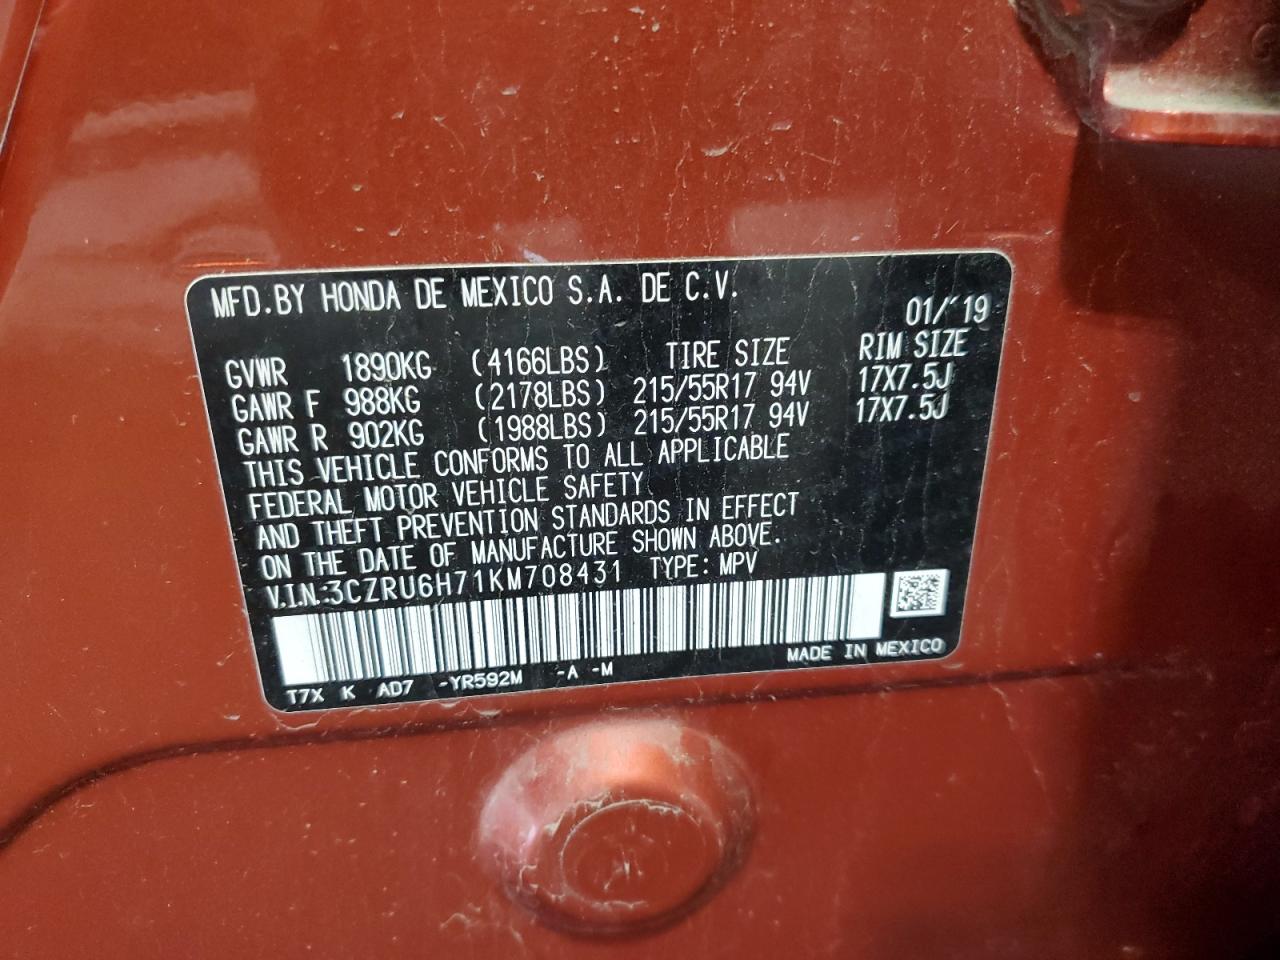 MFD.BY HONDA DE MEXICO S.A. DE C.V.
01/'19
GVWR 1890KG (4166LBS) TIRE SIZE RIM SIZE
GAWR F 988KG (2178LBS) 215/55R17 94V 17X7.5J
GAWR R 902KG (1988LBS) 215/55R17 94V 17X7.5J
THIS VEHICLE CONFORMS TO ALL APPLICABLE
FEDERAL MOTOR VEHICLE SAFETY
AND THEFT PREVENTION STANDARDS IN EFFECT
ON THE DATE OF MANUFACTURE SHOWN ABOVE.
V.I.N.:3CZRU6H71KM708431 TYPE: MPV
MADE IN MEXICO
T7X K AD7 -YR592M -A -M